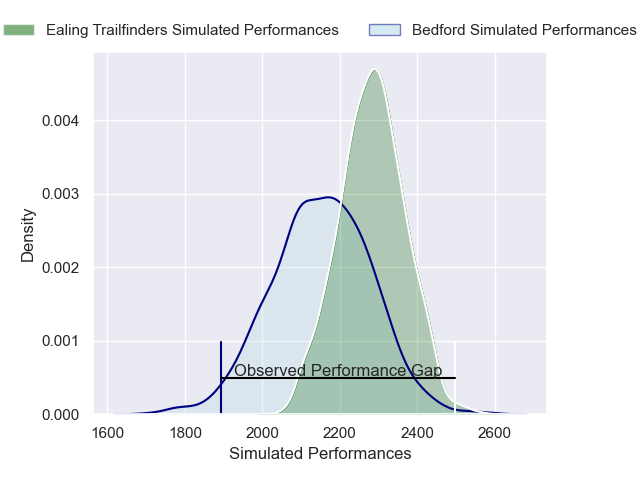 Ealing Trailfinders Simulated Performances Bedford Simulated Performances
0.004
0.003
0.002
0.001
0.000
Density
Observed Performance Gap
1600 1800 2000 2200 2400 2600
Simulated Performances